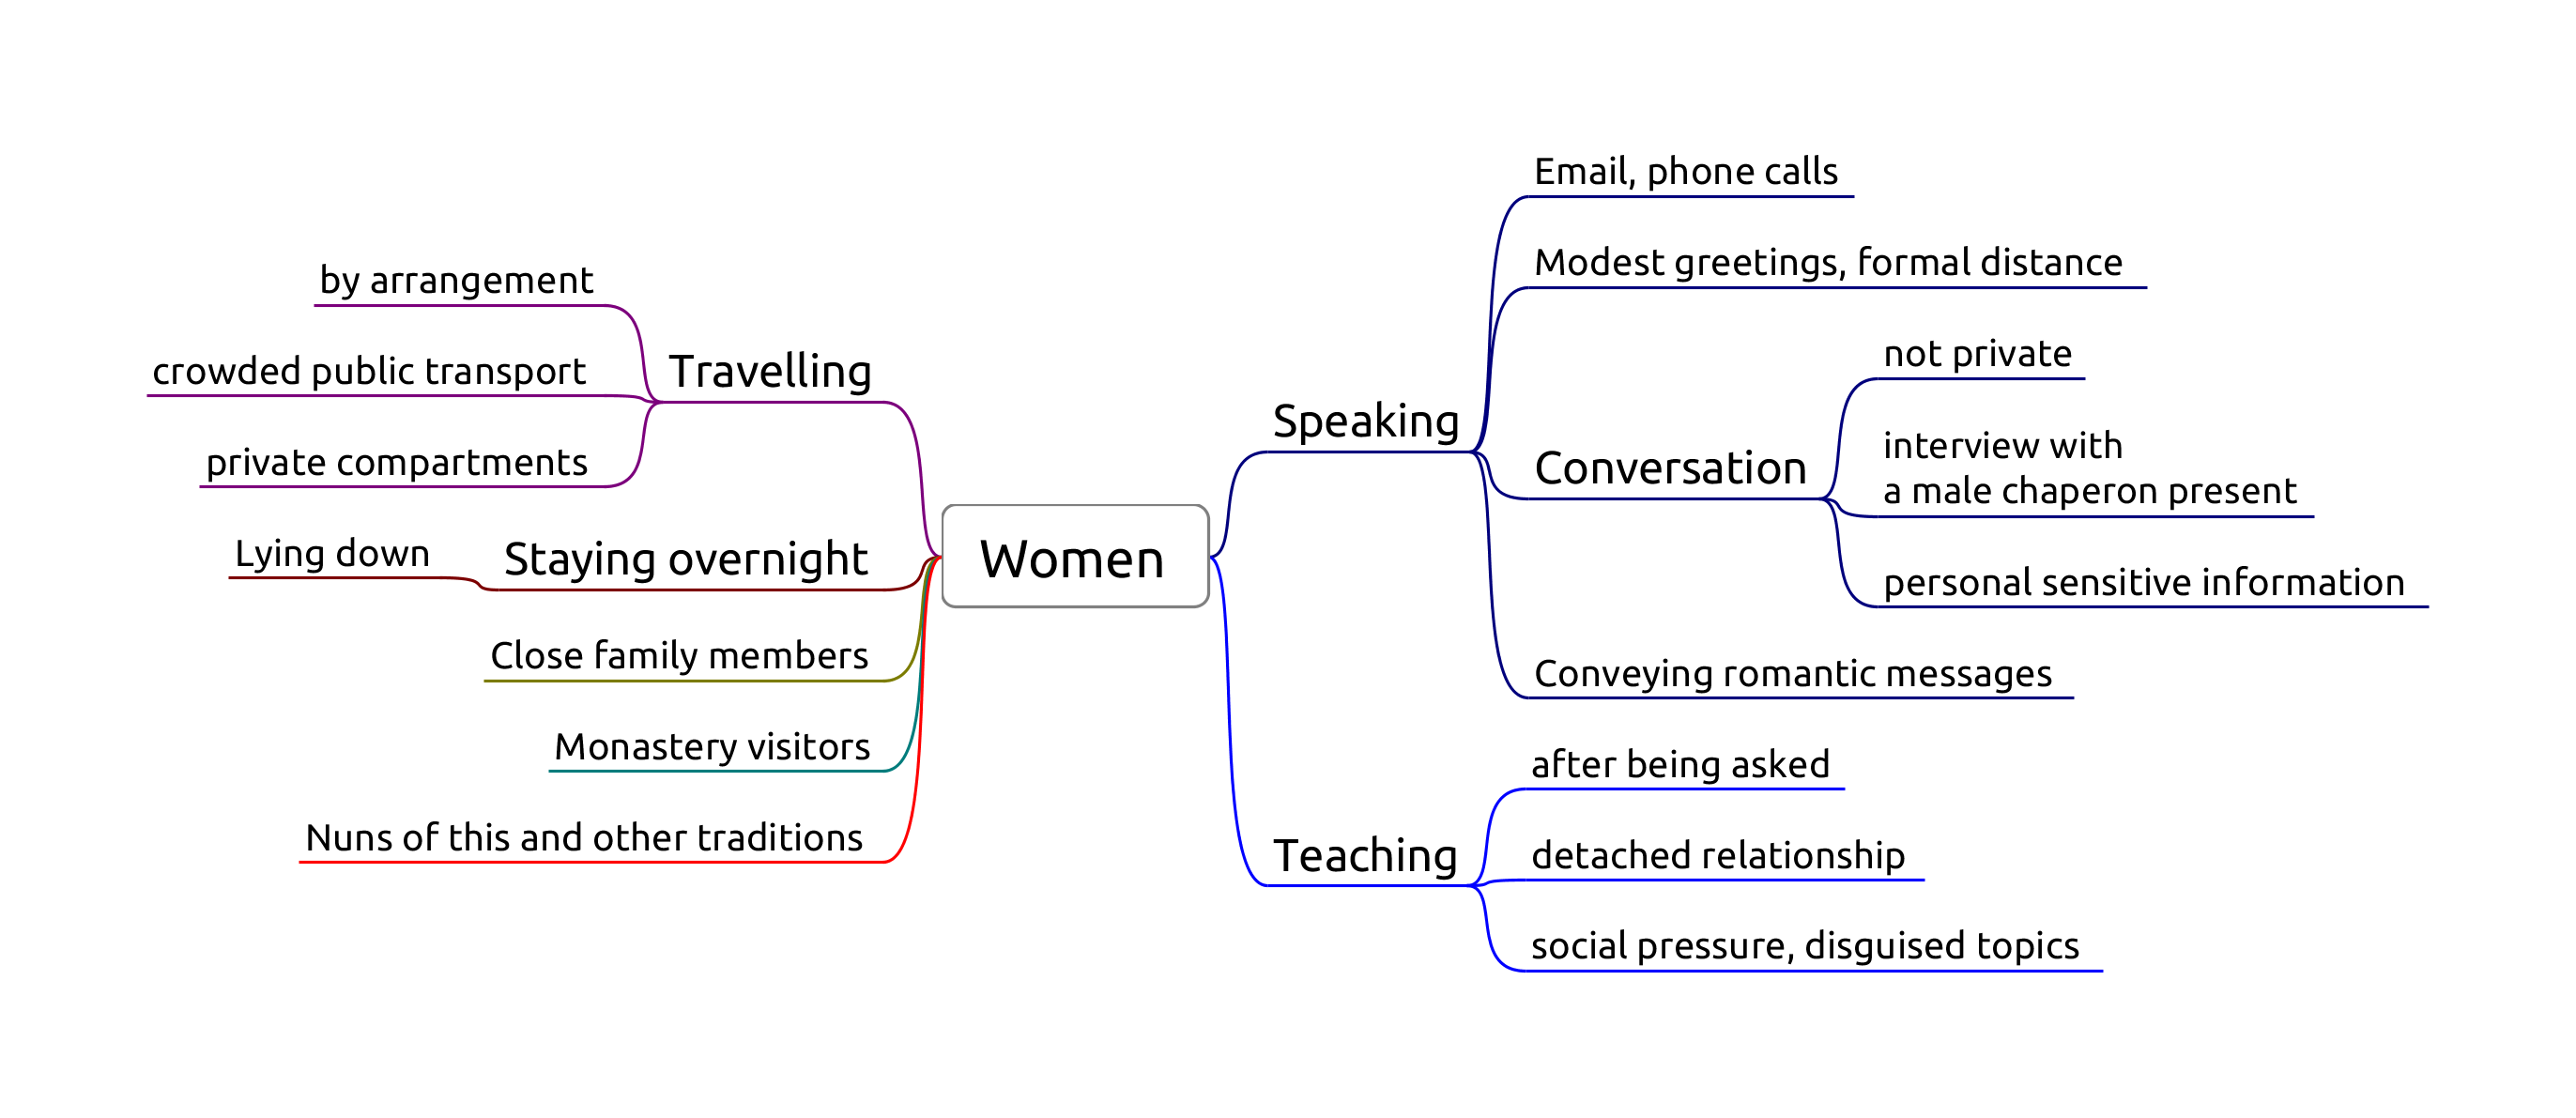 Women
Speaking
Email, phone calls
Modest greetings, formal distance
Conversation
not private
interview with
a male chaperon present
personal sensitive information
Conveying romantic messages
Teaching
after being asked
detached relationship
social pressure, disguised topics
Travelling
by arrangement
crowded public transport
private compartments
Staying overnight
Lying down
Close family members
Monastery visitors
Nuns of this and other traditions